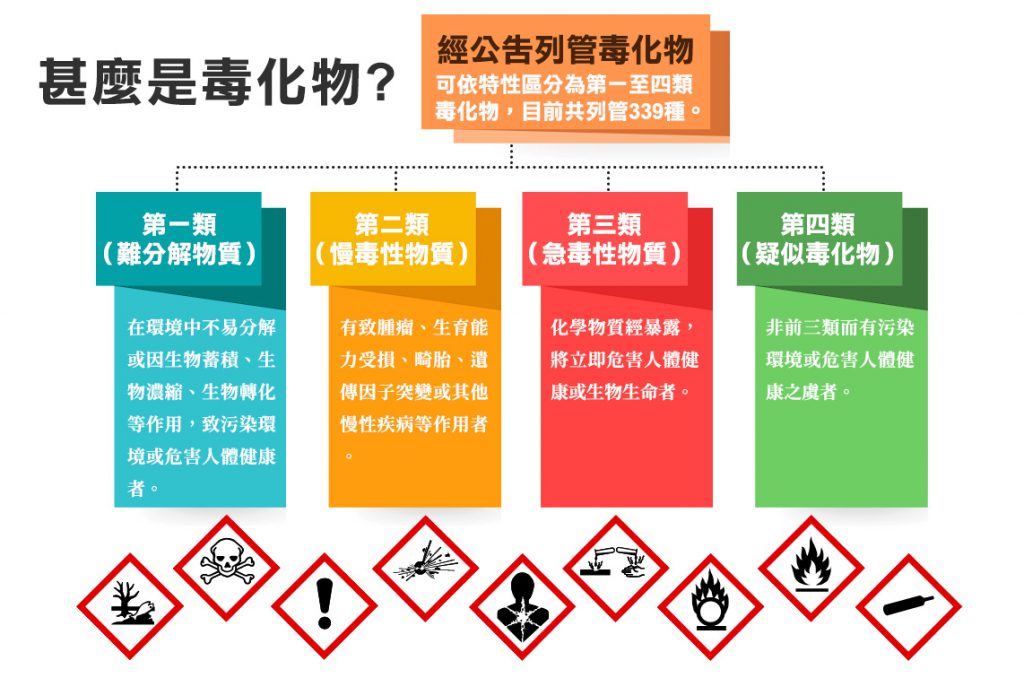 甚麼是毒化物?
經公告列管毒化物
可依特性區分為第一至四類
毒化物，目前共列管339種。
第一類
（難分解物質）
在環境中不易分解
或因生物蓄積、生
物濃縮、生物轉化
等作用，致污染環
境或危害人體健康
者。
第二類
（慢毒性物質）
有致腫瘤、生育能
力受損、畸胎、遺
傳因子突變或其他
慢性疾病等作用者
。
第三類
（急毒性物質）
化學物質經暴露，
將立即危害人體健
康或生物生命者。
第四類
（疑似毒化物）
非前三類而有污染
環境或危害人體健
康之虞者。